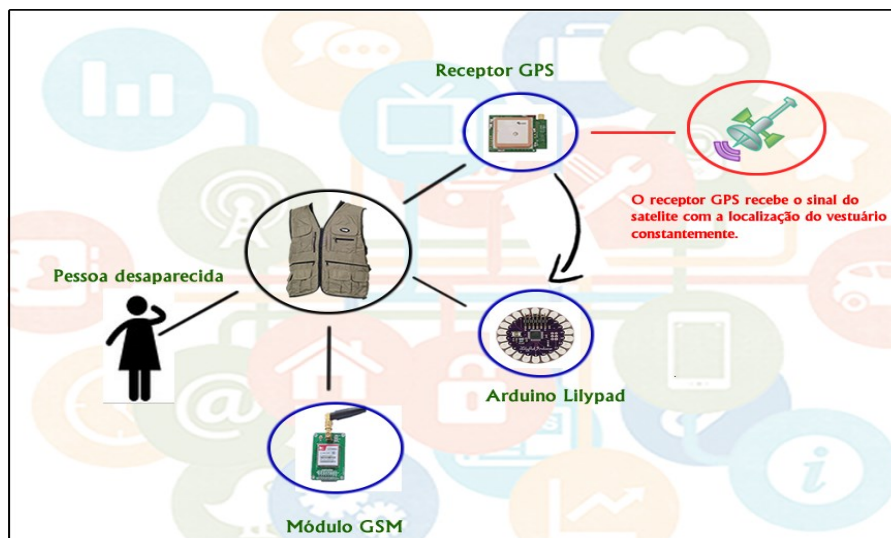 Receptor GPS
O receptor GPS recebe o sinal do
satelite com a localização do vestuário
constantemente.
Pessoa desaparecida
Arduino Lilypad
Módulo GSM